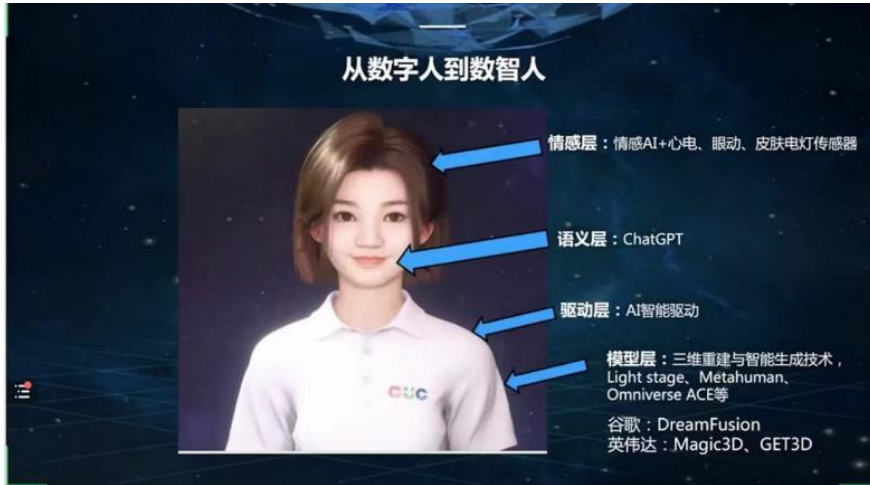 从数字人到数智人
情感层：情感AI+心电、眼动、皮肤电灯传感器
语义层：ChatGPT
驱动层：AI智能驱动
模型层：三维重建与智能生成技术，
Light stage、Metahuman、
Omniverse ACE等
谷歌：DreamFusion
英伟达：Magic3D、GET3D
CUC